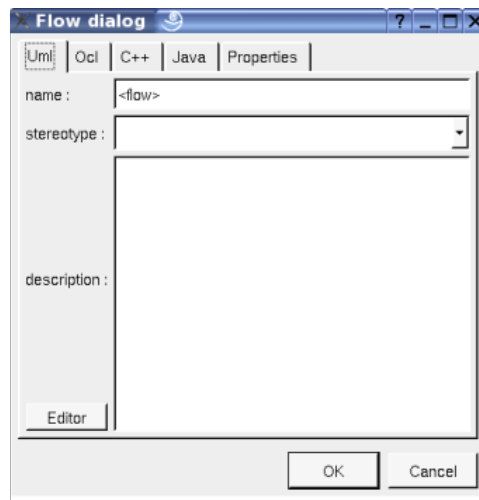 Flow dialog ?
Uml Ocl C++ Java Properties
name : <flow>
stereotype :
description :
Editor
OK Cancel